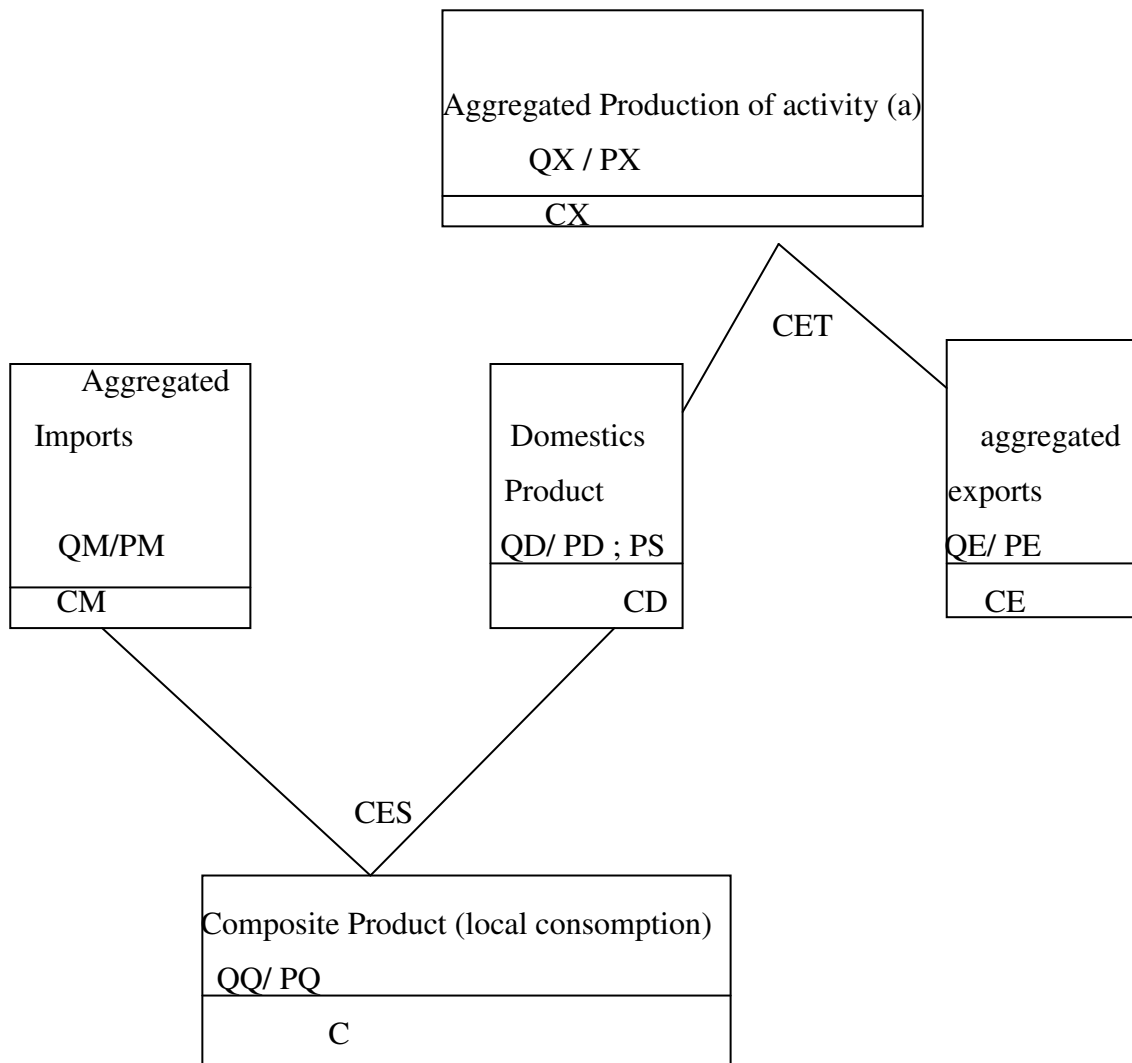 Aggregated Production of activity (a)
QX / PX
CX
CET
Aggregated
Imports
QM/PM
CM
Domestics
Product
QD/ PD ; PS
CD
aggregated
exports
QE/ PE
CE
CES
Composite Product (local consomption)
QQ/ PQ
C